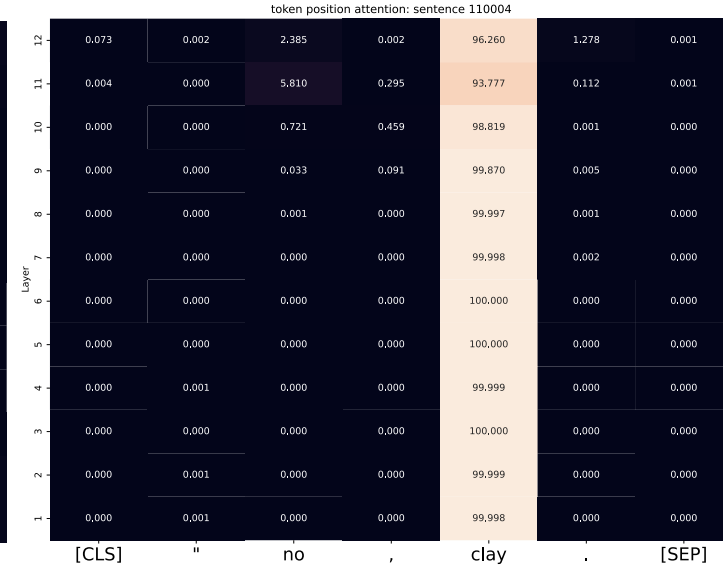 token position attention: sentence 110004
12 0.073 0.002 2.385 0.002 96.260 1.278 0.001
11 0.004 0.000 5.810 0.295 93.777 0.112 0.001
10 0.000 0.000 0.721 0.459 98.819 0.001 0.000
9 0.000 0.000 0.033 0.091 99.870 0.005 0.000
8 0.000 0.000 0.001 0.000 99.997 0.001 0.000
7 0.000 0.000 0.000 0.000 99.998 0.002 0.000
Layer
6 0.000 0.000 0.000 0.000 100.000 0.000 0.000
5 0.000 0.000 0.000 0.000 100.000 0.000 0.000
4 0.000 0.001 0.000 0.000 99.999 0.000 0.000
3 0.000 0.000 0.000 0.000 100.000 0.000 0.000
2 0.000 0.001 0.000 0.000 99.999 0.000 0.000
1 0.000 0.001 0.000 0.000 99.998 0.000 0.000
[CLS] " no , clay . [SEP]